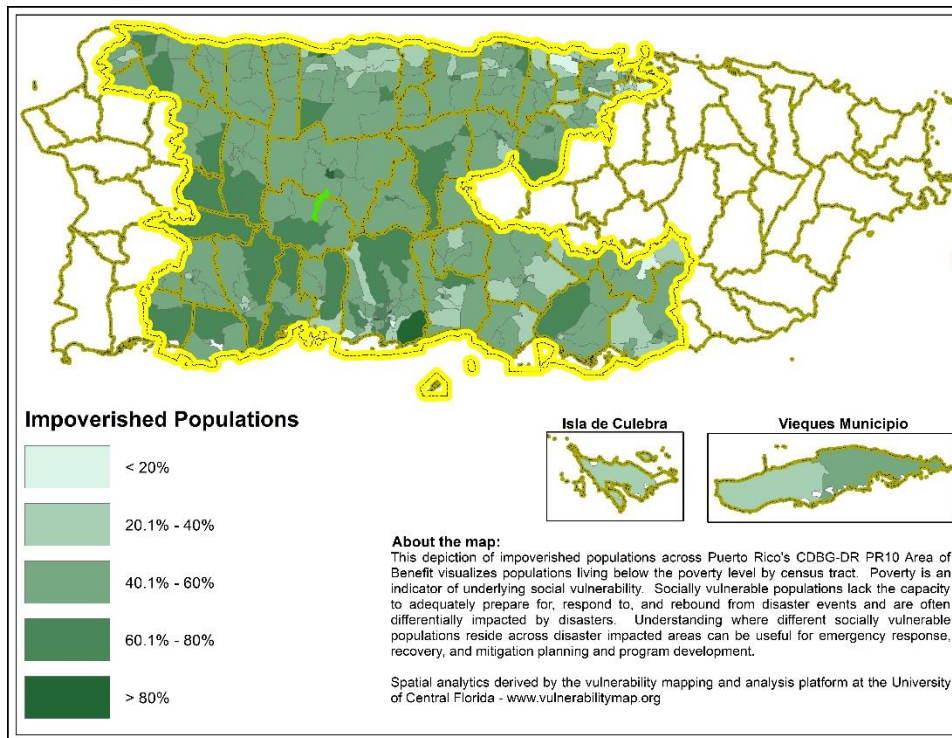 Impoverished Populations
< 20%
20.1% - 40%
40.1% - 60%
60.1% - 80%
> 80%
Isla de Culebra
Vieques Municipio
About the map:
This depiction of impoverished populations across Puerto Rico's CDBG-DR PR10 Area of
Benefit visualizes populations living below the poverty level by census tract. Poverty is an
indicator of underlying social vulnerability. Socially vulnerable populations lack the capacity
to adequately prepare for, respond to, and rebound from disaster events and are often
differentially impacted by disasters. Understanding where different socially vulnerable
populations reside across disaster impacted areas can be useful for emergency response,
recovery, and mitigation planning and program development.
Spatial analytics derived by the vulnerability mapping and analysis platform at the University
of Central Florida - www.vulnerabilitymap.org